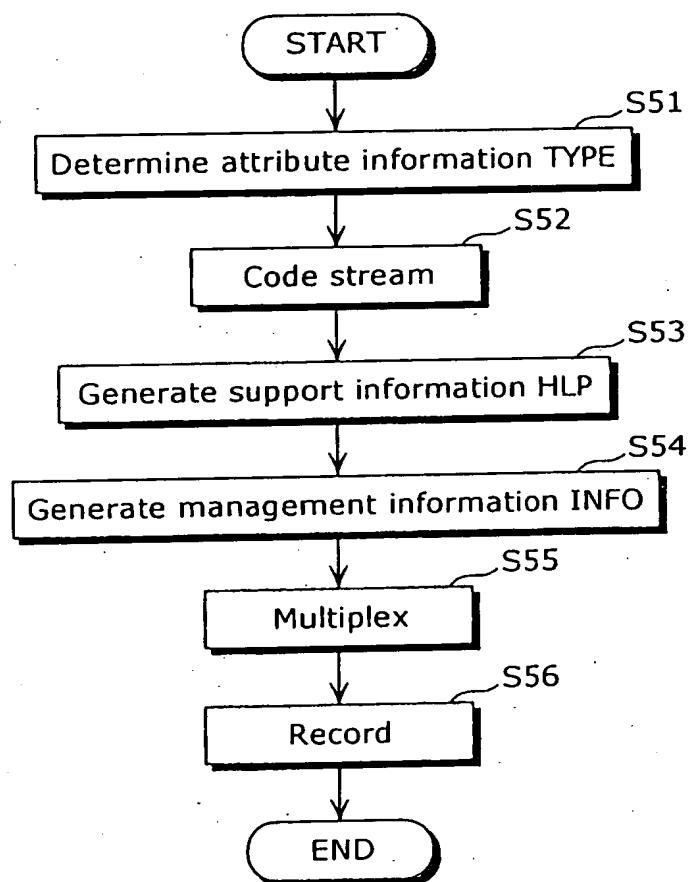 START
S51
Determine attribute information TYPE
S52
Code stream
S53
Generate support information HLP
S54
Generate management information INFO
S55
Multiplex
S56
Record
END